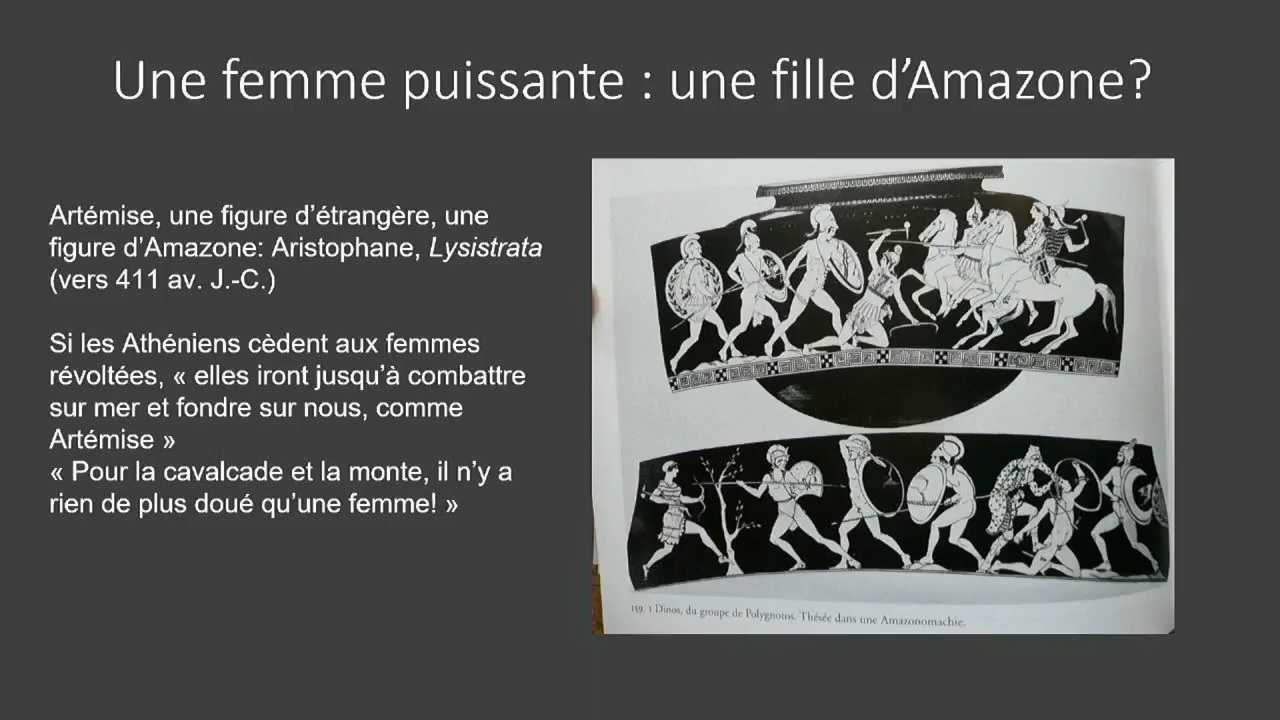 Une femme puissante : une fille d’Amazone?
Artémise, une figure d’étrangère, une
figure d’Amazone: Aristophane, Lysistrata
(vers 411 av. J.-C.)
Si les Athéniens cèdent aux femmes
révoltées, « elles iront jusqu’à combattre
sur mer et fondre sur nous, comme
Artémise »
« Pour la cavalcade et la monte, il n’y a
rien de plus doué qu’une femme! »
159. 1 Dinos, du groupe de Polygnotos. Thésée dans une Amazonomachie.